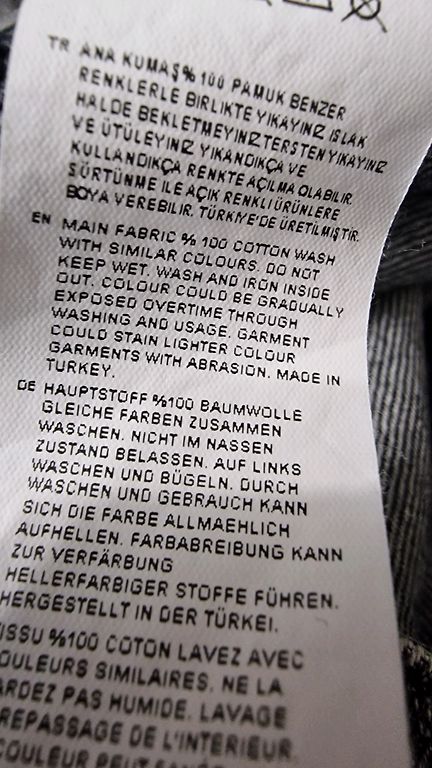 TR ANA KUMAŞ % 100 PAMUK BENZER
RENKLERLE BIRLIKTE YIKAYINIZ ISLAK
HALDE BEKLETMEYINIZ TERSTEN YIKAYINIZ
VE ÜTÜLEYINIZ YIKANDIKÇA VE
KULLANDIKÇA RENKTE AÇILMA OLABILIR.
SÜRTÜNME ILE AÇIK RENKLI ÜRÜNLERE
BOYA VEREBILIR. TÜRKIYE'DE ÜRETILMIŞTIR.
EN MAIN FABRIC % 100 COTTON WASH
WITH SIMILAR COLOURS. DO NOT
KEEP WET. WASH AND IRON INSIDE
OUT. COLOUR COULD BE GRADUALLY
EXPOSED OVERTIME THROUGH
WASHING AND USAGE. GARMENT
COULD STAIN LIGHTER COLOUR
GARMENTS WITH ABRASION. MADE IN
TURKEY.
DE HAUPTSTOFF %100 BAUMWOLLE
GLEICHE FARBEN ZUSAMMEN
WASCHEN. NICHT IM NASSEN
ZUSTAND BELASSEN. AUF LINKS
WASCHEN UND BÜGELN. DURCH
WASCHEN UND GEBRAUCH KANN
SICH DIE FARBE ALLMAEHLICH
AUFHELLEN. FARBABREIBUNG KANN
ZUR VERFÄRBUNG
HELLERFARBIGER STOFFE FÜHREN.
HERGESTELLT IN DER TÜRKEI.
ISSU %100 COTON LAVEZ AVEC
OULEURS SIMILAIRES. NE LA
ARDEZ PAS HUMIDE. LAVAGE
REPASSAGE DE L'INTERIEUR.
COULEUR PEUT